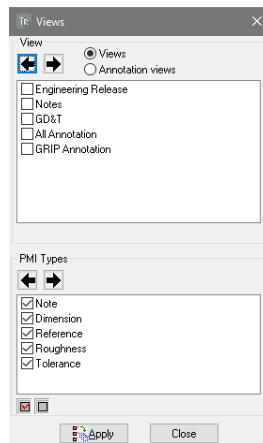 TR Views
View
Views
Annotation views
Engineering Release
Notes
GD&T
All Annotation
GRIP Annotation
PMI Types
Note
Dimension
Reference
Roughness
Tolerance
Apply
Close